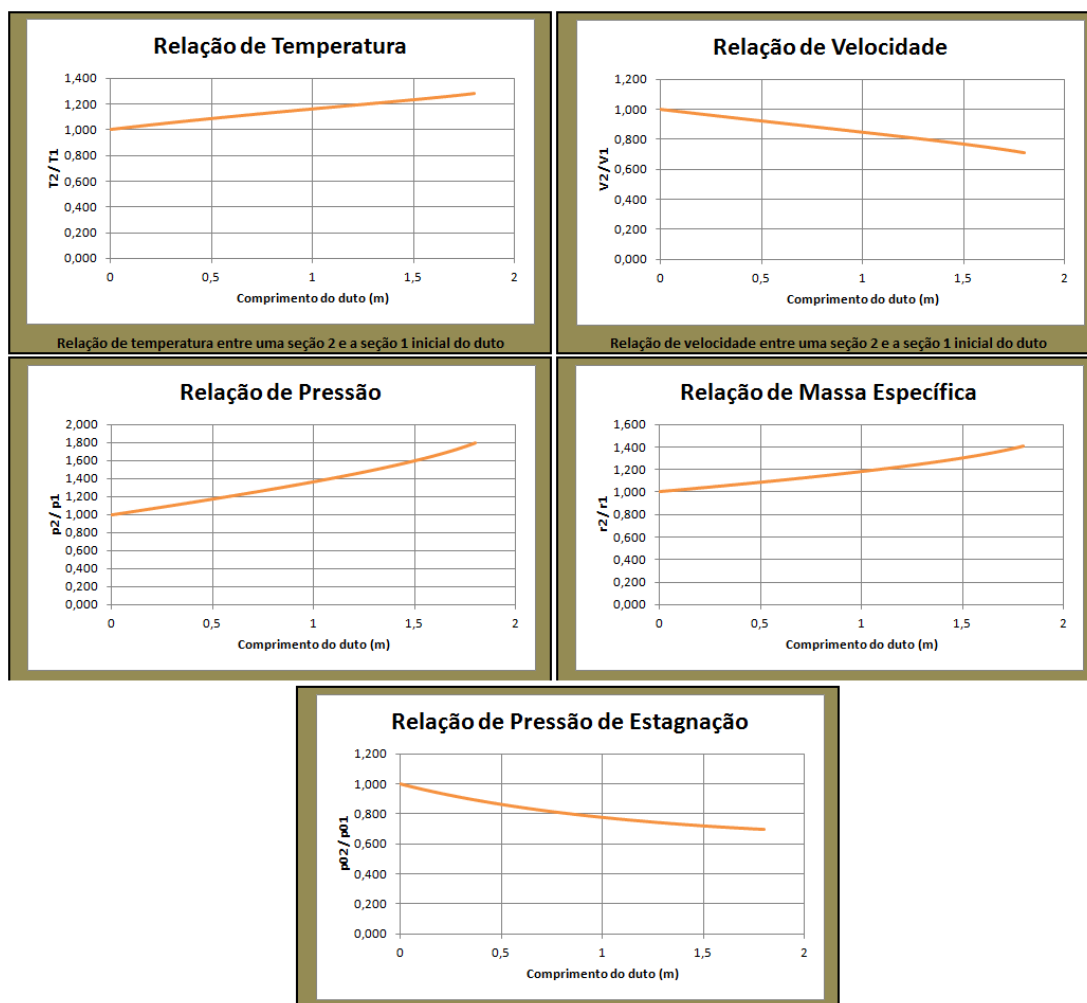 Relação de Temperatura
1,400
1,200
1,000
0,800
0,600
0,400
0,200
0,000
T2/T1
0 0,5 1 1,5 2
Comprimento do duto (m)
Relação de temperatura entre uma seção 2 e a seção 1 inicial do duto
Relação de Velocidade
1,200
1,000
0,800
0,600
0,400
0,200
0,000
V2/V1
0 0,5 1 1,5 2
Comprimento do duto (m)
Relação de velocidade entre uma seção 2 e a seção 1 inicial do duto
Relação de Pressão
2,000
1,800
1,600
1,400
1,200
1,000
0,800
0,600
0,400
0,200
0,000
p2/p1
0 0,5 1 1,5 2
Comprimento do duto (m)
Relação de Massa Específica
1,600
1,400
1,200
1,000
0,800
0,600
0,400
0,200
0,000
r2/r1
0 0,5 1 1,5 2
Comprimento do duto (m)
Relação de Pressão de Estagnação
1,200
1,000
0,800
0,600
0,400
0,200
0,000
p02/p01
0 0,5 1 1,5 2
Comprimento do duto (m)